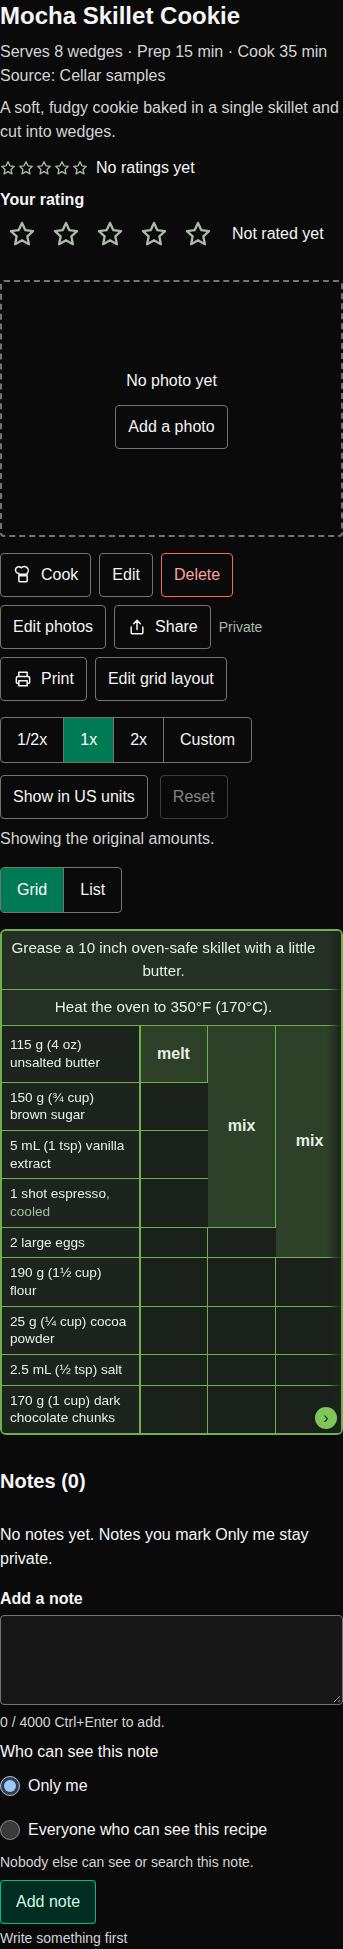 Mocha Skillet Cookie
Serves 8 wedges · Prep 15 min · Cook 35 min
Source: Cellar samples
A soft, fudgy cookie baked in a single skillet and
cut into wedges.
No ratings yet
Your rating
Not rated yet
No photo yet
Add a photo
Cook Edit Delete
Edit photos Share Private
Print Edit grid layout
1/2x 1x 2x Custom
Show in US units Reset
Showing the original amounts.
Grid List
Grease a 10 inch oven-safe skillet with a little
butter.
Heat the oven to 350°F (170°C).
115 g (4 oz)
unsalted butter
melt
150 g (¾ cup)
brown sugar
mix
mix
5 mL (1 tsp) vanilla
extract
1 shot espresso,
cooled
2 large eggs
190 g (1½ cup)
flour
25 g (¼ cup) cocoa
powder
2.5 mL (½ tsp) salt
170 g (1 cup) dark
chocolate chunks
Notes (0)
No notes yet. Notes you mark Only me stay
private.
Add a note
0 / 4000 Ctrl+Enter to add.
Who can see this note
Only me
Everyone who can see this recipe
Nobody else can see or search this note.
Add note
Write something first